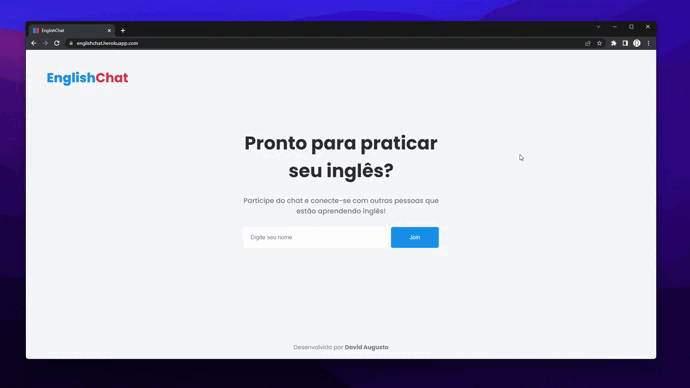 EnglishChat
englishchat.herokuapp.com
EnglishChat
Pronto para praticar
seu inglês?
Participe do chat e conecte-se com outras pessoas que
estão aprendendo inglês!
Digite seu nome
Join
Desenvolvido por David Augusto